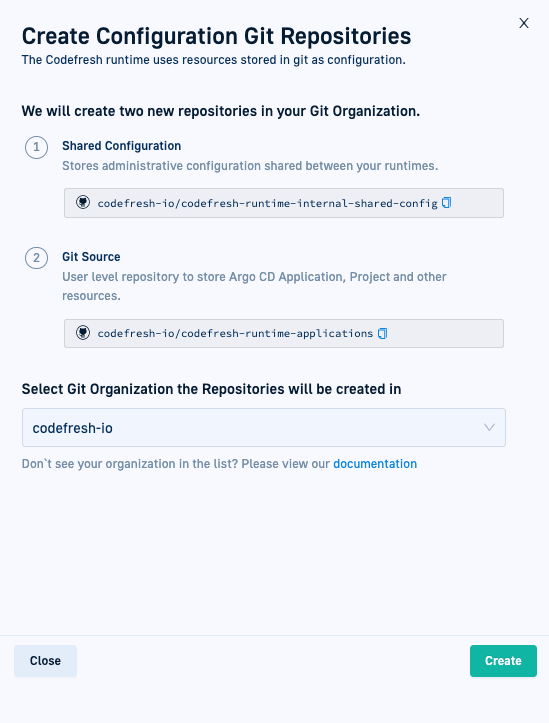 Create Configuration Git Repositories
The Codefresh runtime uses resources stored in git as configuration.
We will create two new repositories in your Git Organization.
1 Shared Configuration
Stores administrative configuration shared between your runtimes.
codefresh-io/codefresh-runtime-internal-shared-config
2 Git Source
User level repository to store Argo CD Application, Project and other
resources.
codefresh-io/codefresh-runtime-applications
Select Git Organization the Repositories will be created in
codefresh-io
Don`t see your organization in the list? Please view our documentation
Close Create